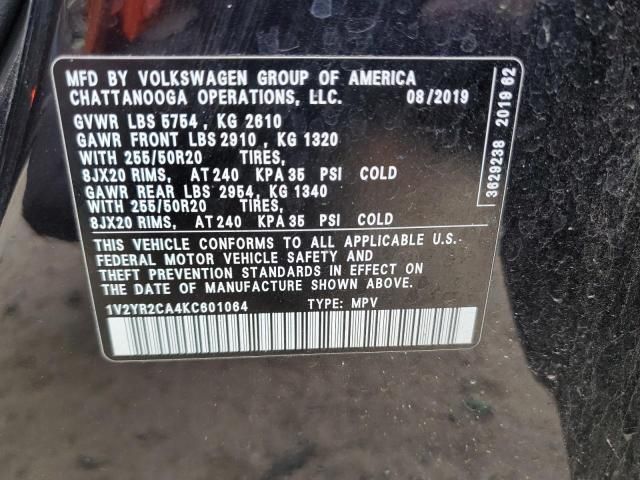 MFD BY VOLKSWAGEN GROUP OF AMERICA
CHATTANOOGA OPERATIONS, LLC. 08/2019
GVWR LBS 5754 , KG 2610
GAWR FRONT LBS 2910 , KG 1320
WITH 255/50R20 TIRES,
8JX20 RIMS, AT 240 KPA 35 PSI COLD
GAWR REAR LBS 2954, KG 1340
WITH 255/50R20 TIRES,
8JX20 RIMS, AT 240 KPA 35 PSI COLD
THIS VEHICLE CONFORMS TO ALL APPLICABLE U.S.
FEDERAL MOTOR VEHICLE SAFETY AND
THEFT PREVENTION STANDARDS IN EFFECT ON
THE DATE OF MANUFACTURE SHOWN ABOVE.
1V2YR2CA4KC601064 TYPE: MPV
3629238 2019 62